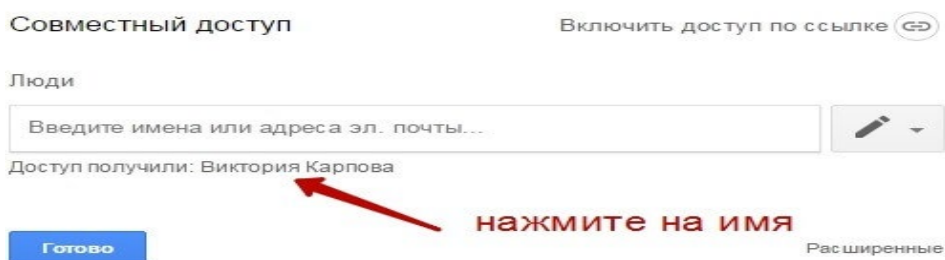 Совместный доступ
Включить доступ по ссылке
Люди
Введите имена или адреса эл. почты...
Доступ получили: Виктория Карпова
нажмите на имя
Готово
Расширенные